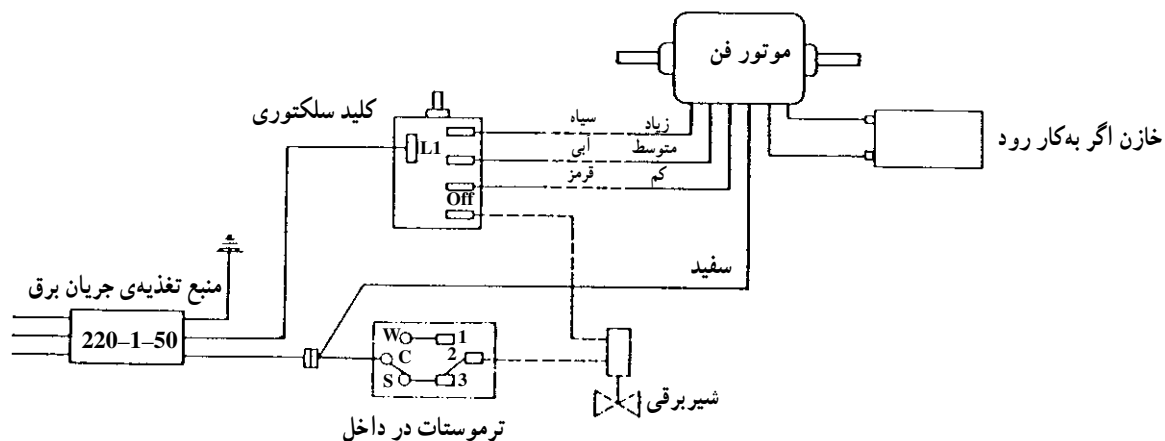 موتور فن
کلید سلکتوری
خازن اگر به‌کار رود
L1
سیاه
زیاد
آبی
متوسط
قرمز
کم
Off
سفید
منبع تغذیه‌ی جریان برق
220–1–50
W
1
C
2
S
3
شیربرقی
ترموستات در داخل